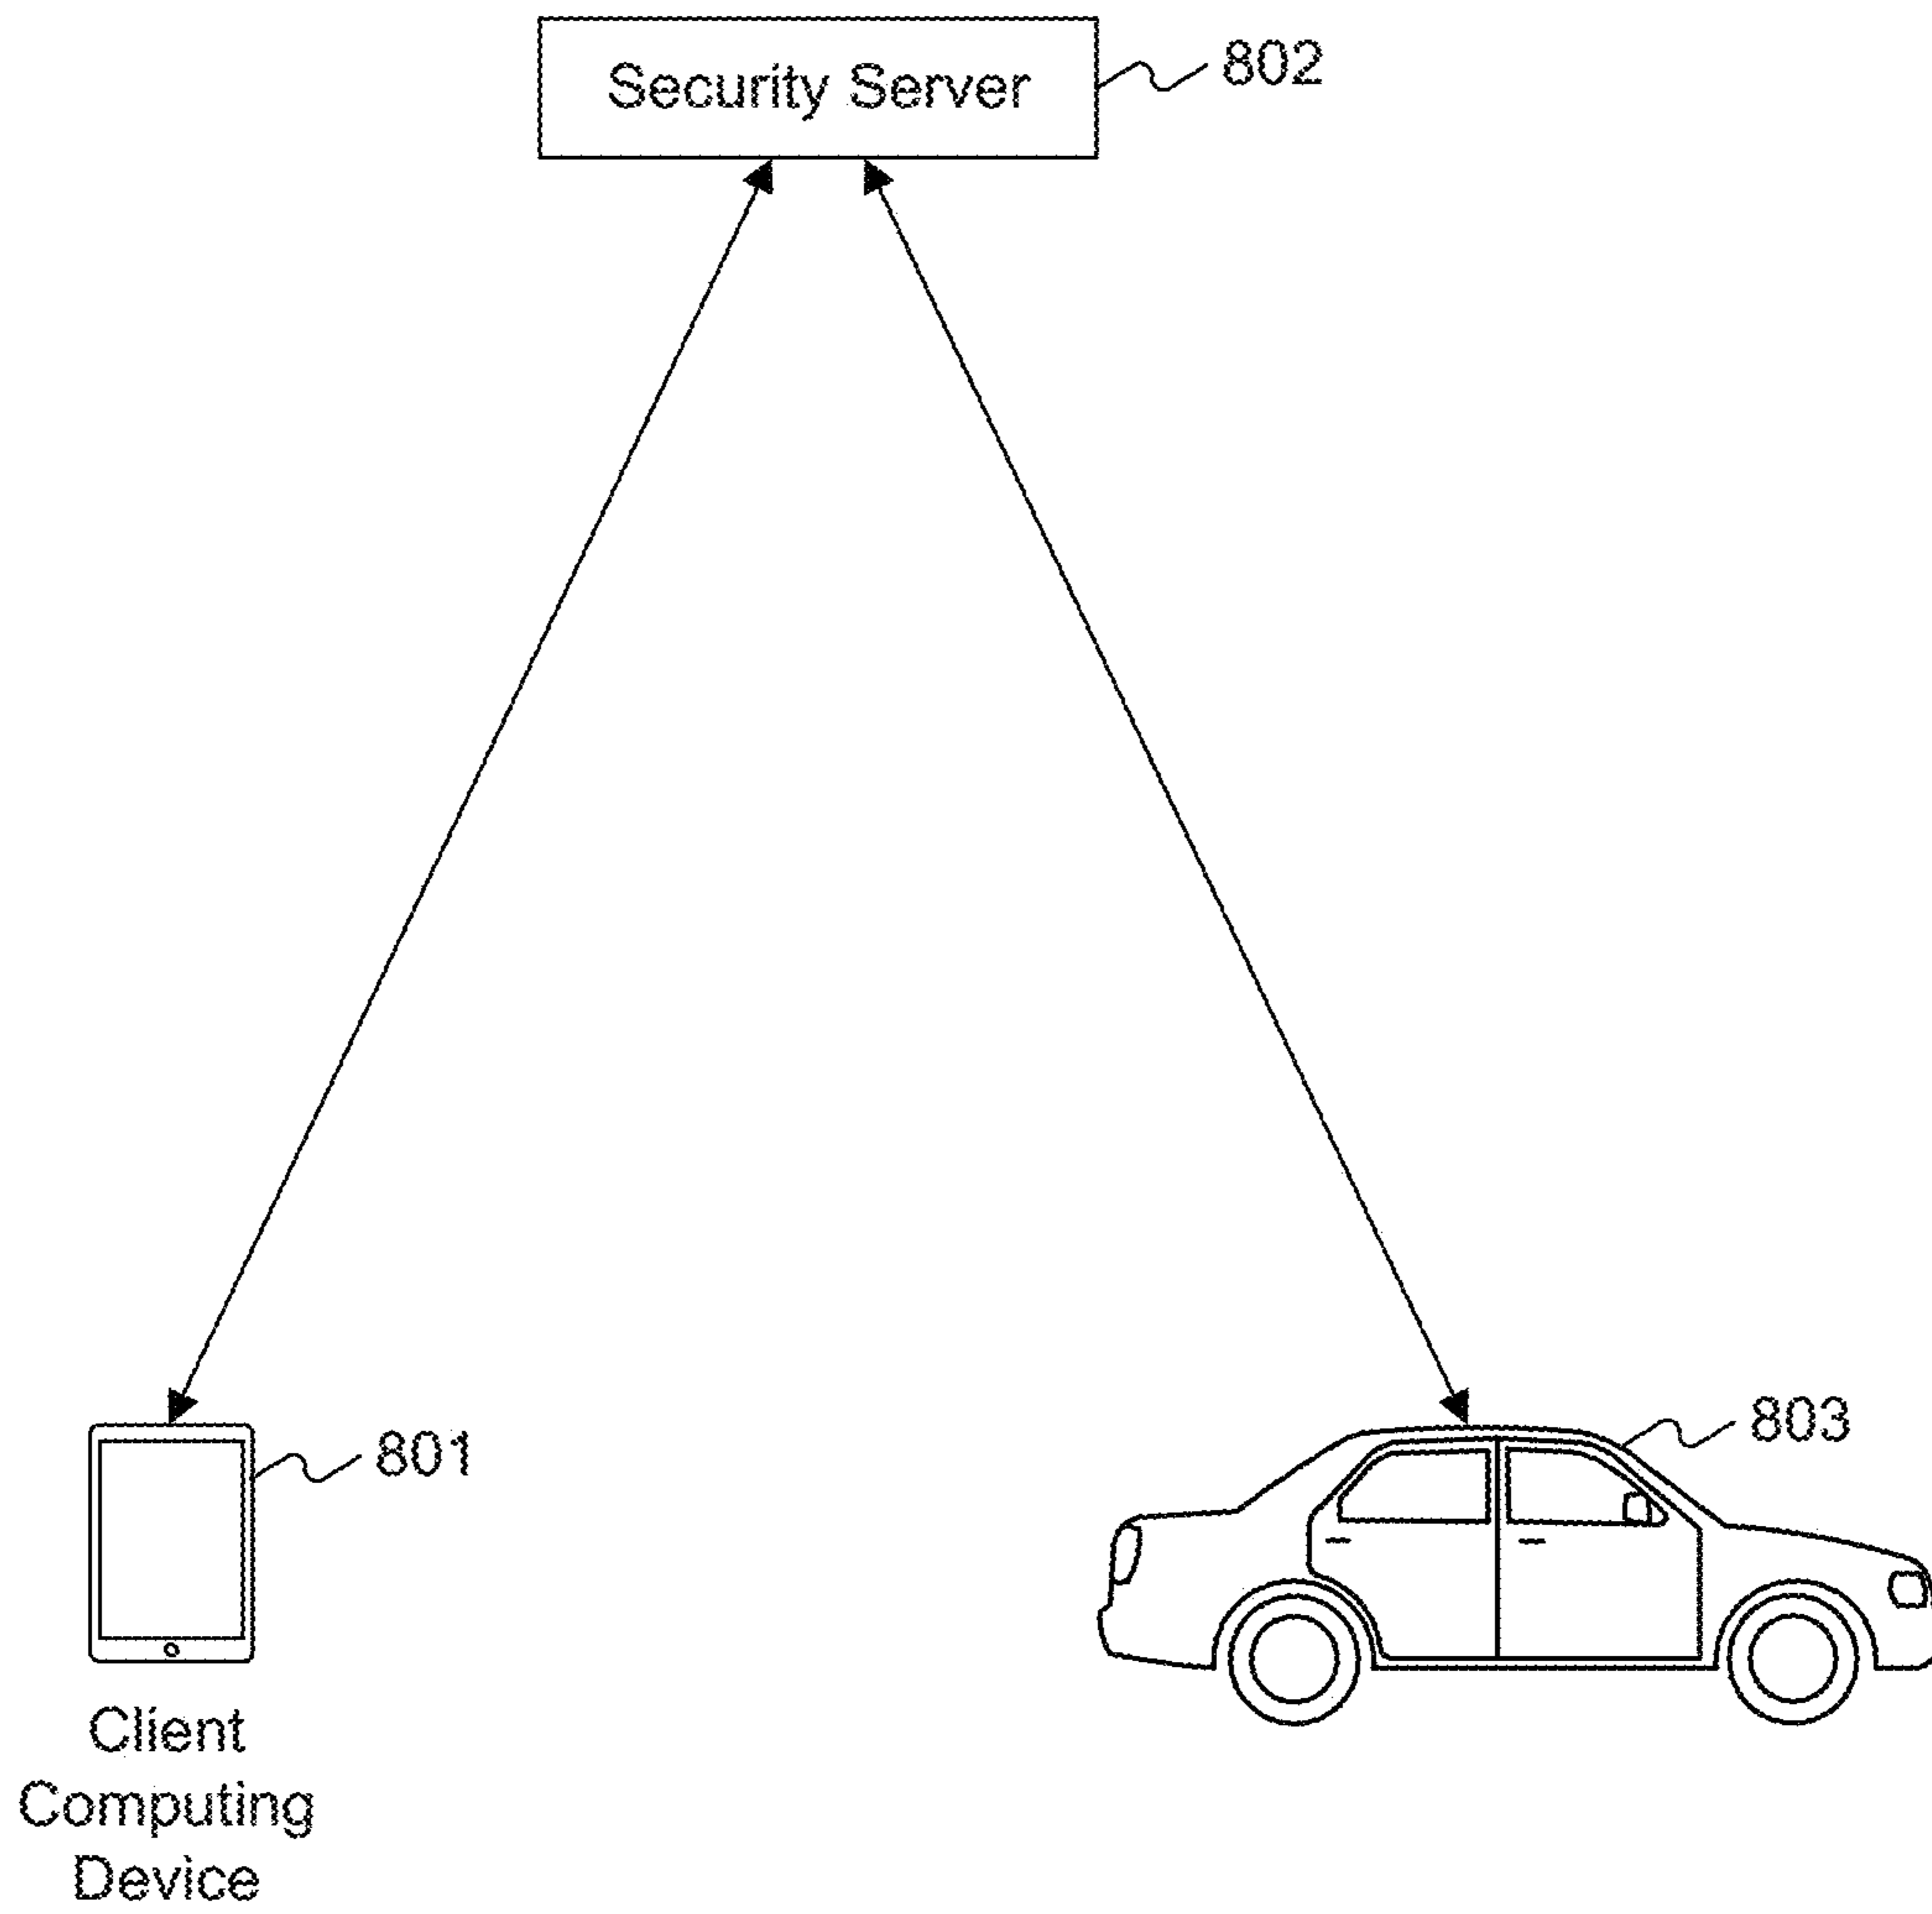 Security Server
802
801
803
Client
Computing
Device